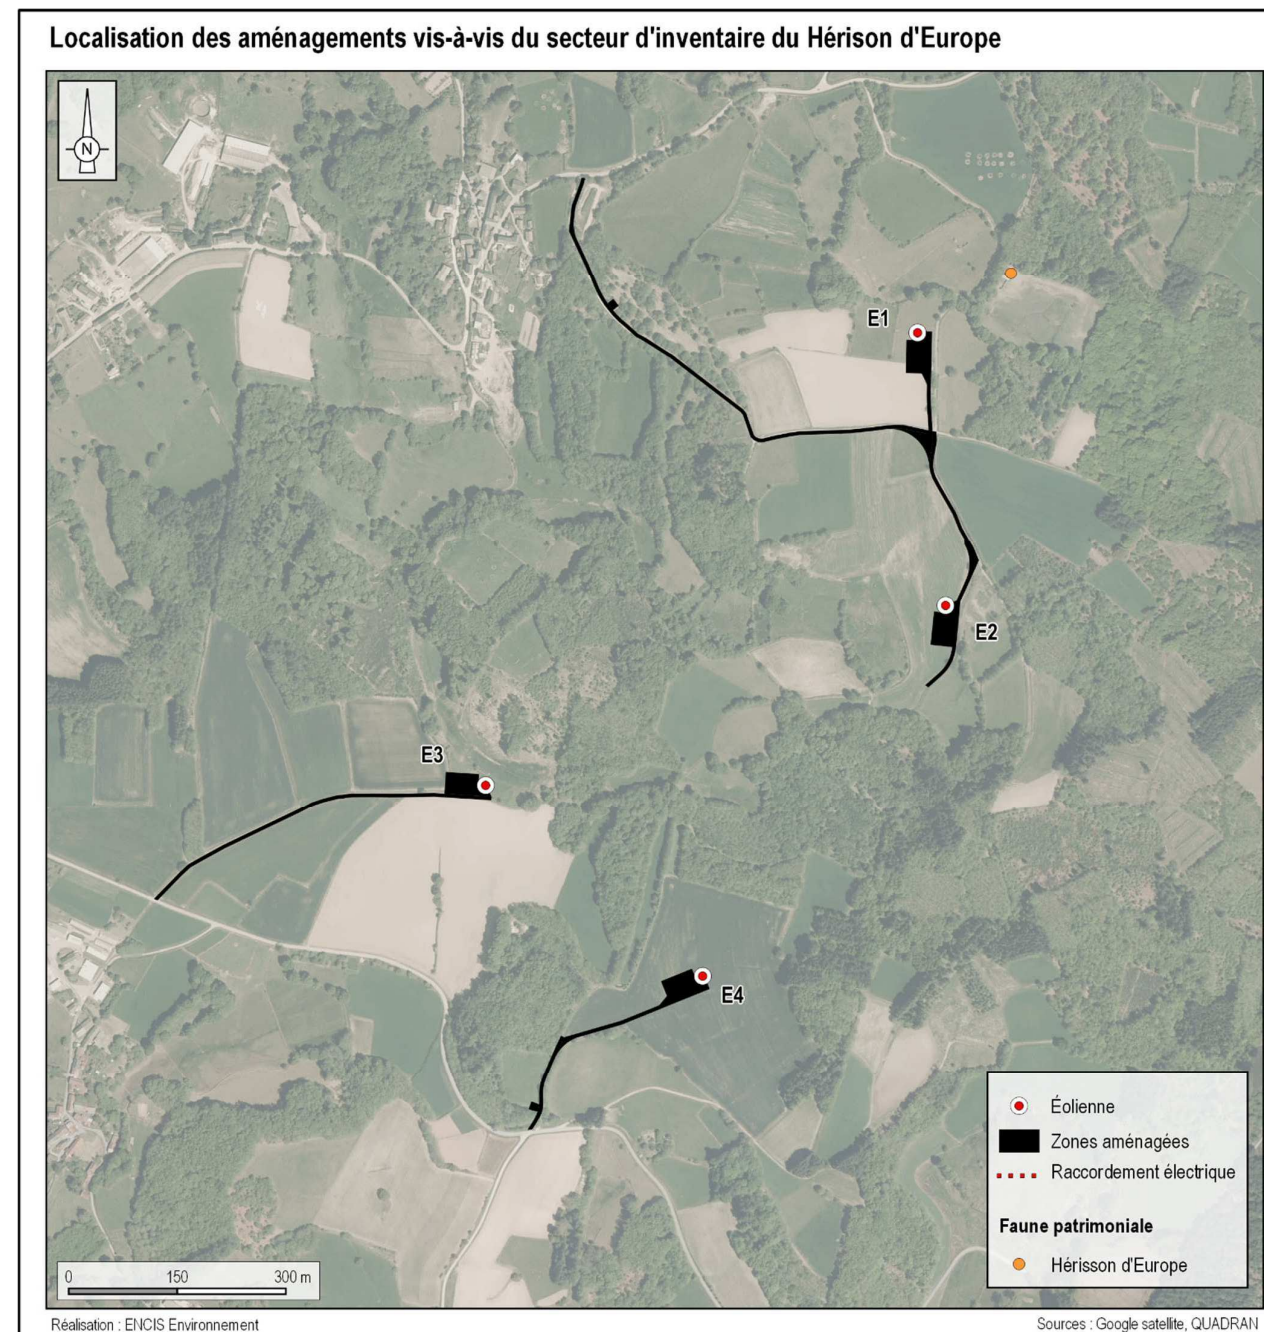 Localisation des aménagements vis-à-vis du secteur d'inventaire du Hérison d'Europe
N
E1
E2
E3
E4
Éolienne
Zones aménagées
Raccordement électrique
Faune patrimoniale
Hérisson d'Europe
0 150 300 m
Réalisation : ENCIS Environnement
Sources : Google satellite, QUADRAN